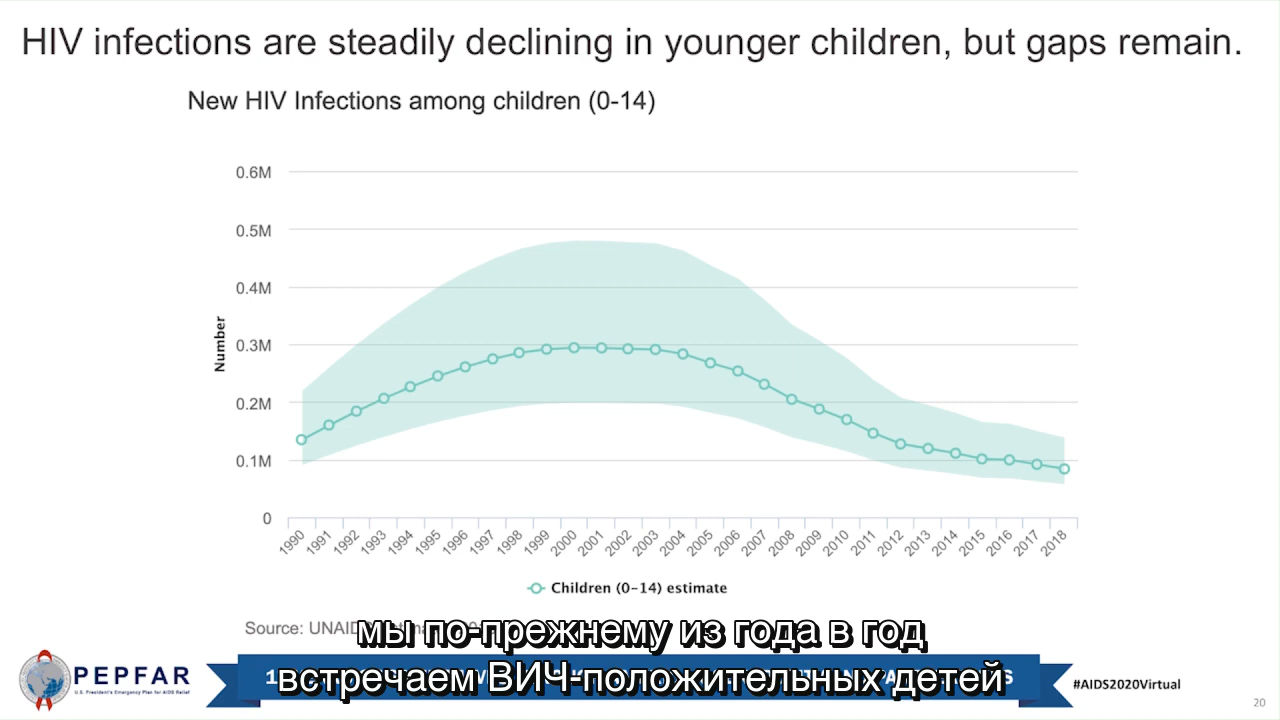 HIV infections are steadily declining in younger children, but gaps remain.
New HIV Infections among children (0-14)
0.6M
0.5M
0.4M
0.3M
0.2M
0.1M
0
Number
1990
1991
1992
1993
1994
1995
1996
1997
1998
1999
2000
2001
2002
2003
2004
2005
2006
2007
2008
2009
2010
2011
2012
2013
2014
2015
2016
2017
2018
Children (0-14) estimate
Source:
мы по-прежнему из года в год
встречаем ВИЧ-положительных детей
PEPFAR
U.S. President's Emergency Plan for AIDS Relief
#AIDS2020Virtual
20